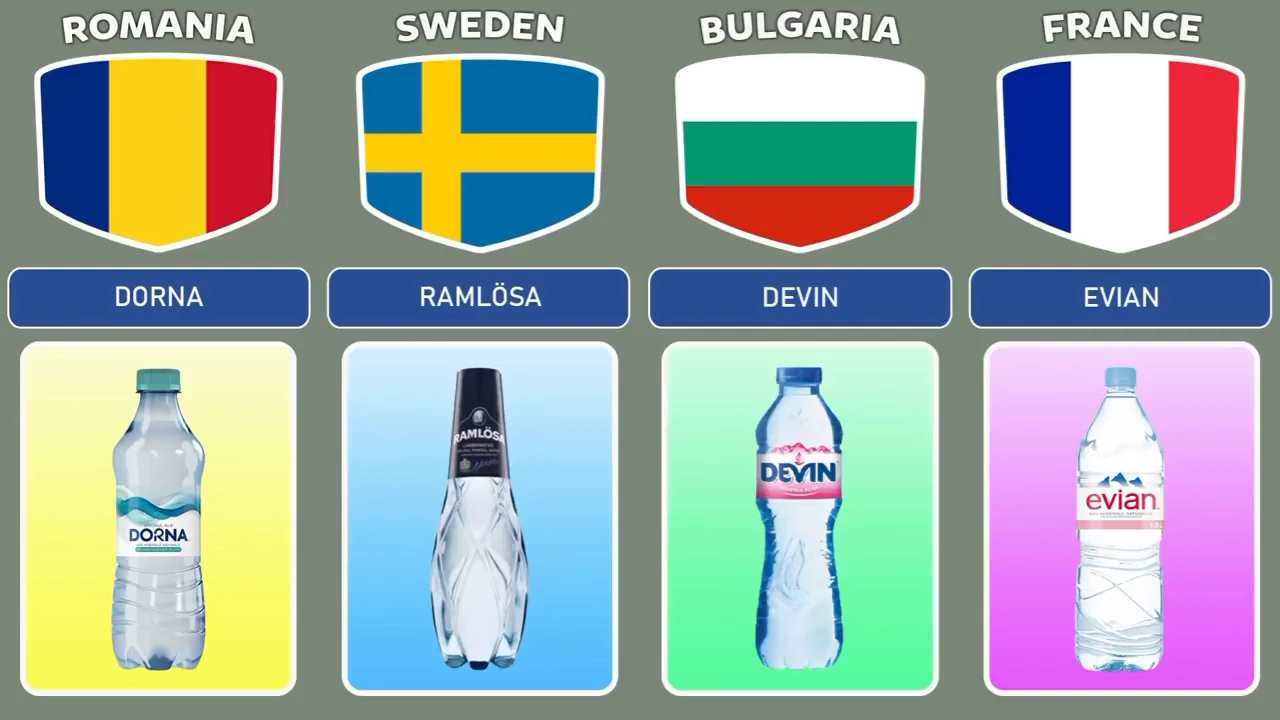 ROMANIA
SWEDEN
BULGARIA
FRANCE
DORNA
RAMLÖSA
DEVIN
EVIAN
DORNA
RAMLÖSA
DEVIN
evian